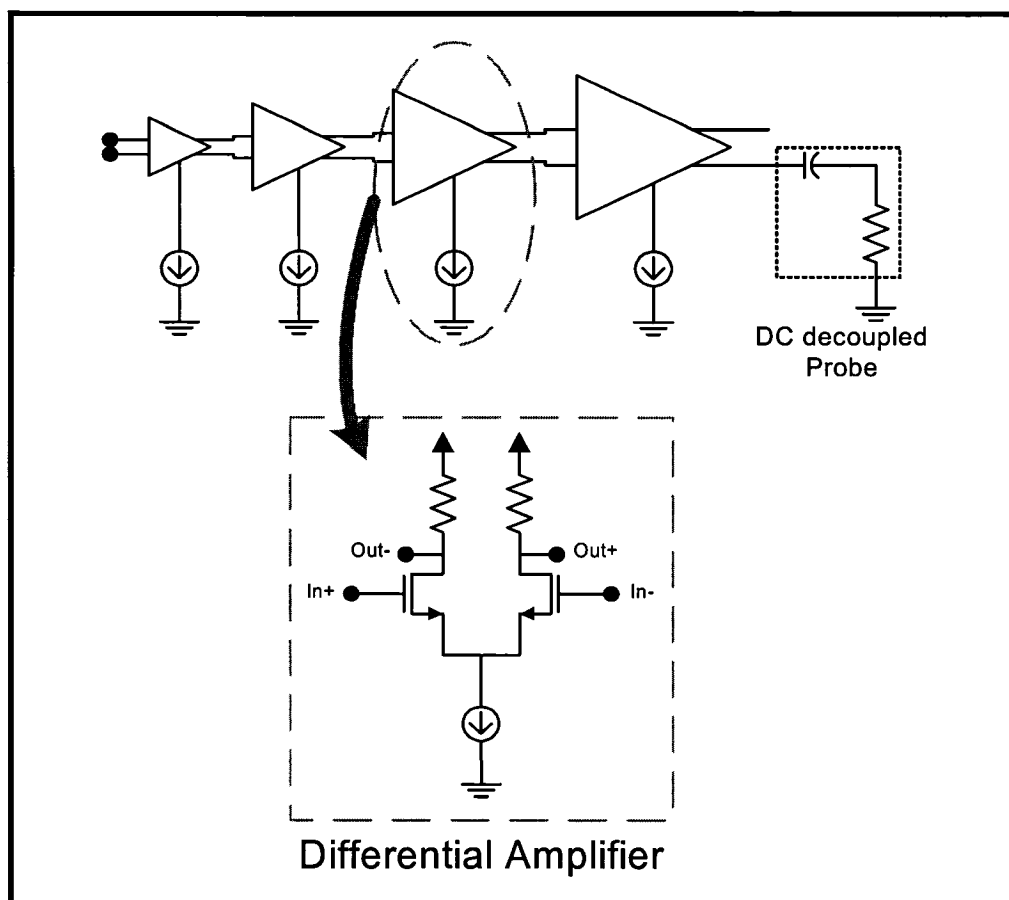 DC decoupled
Probe
Out-
Out+
In+
In-
Differential Amplifier